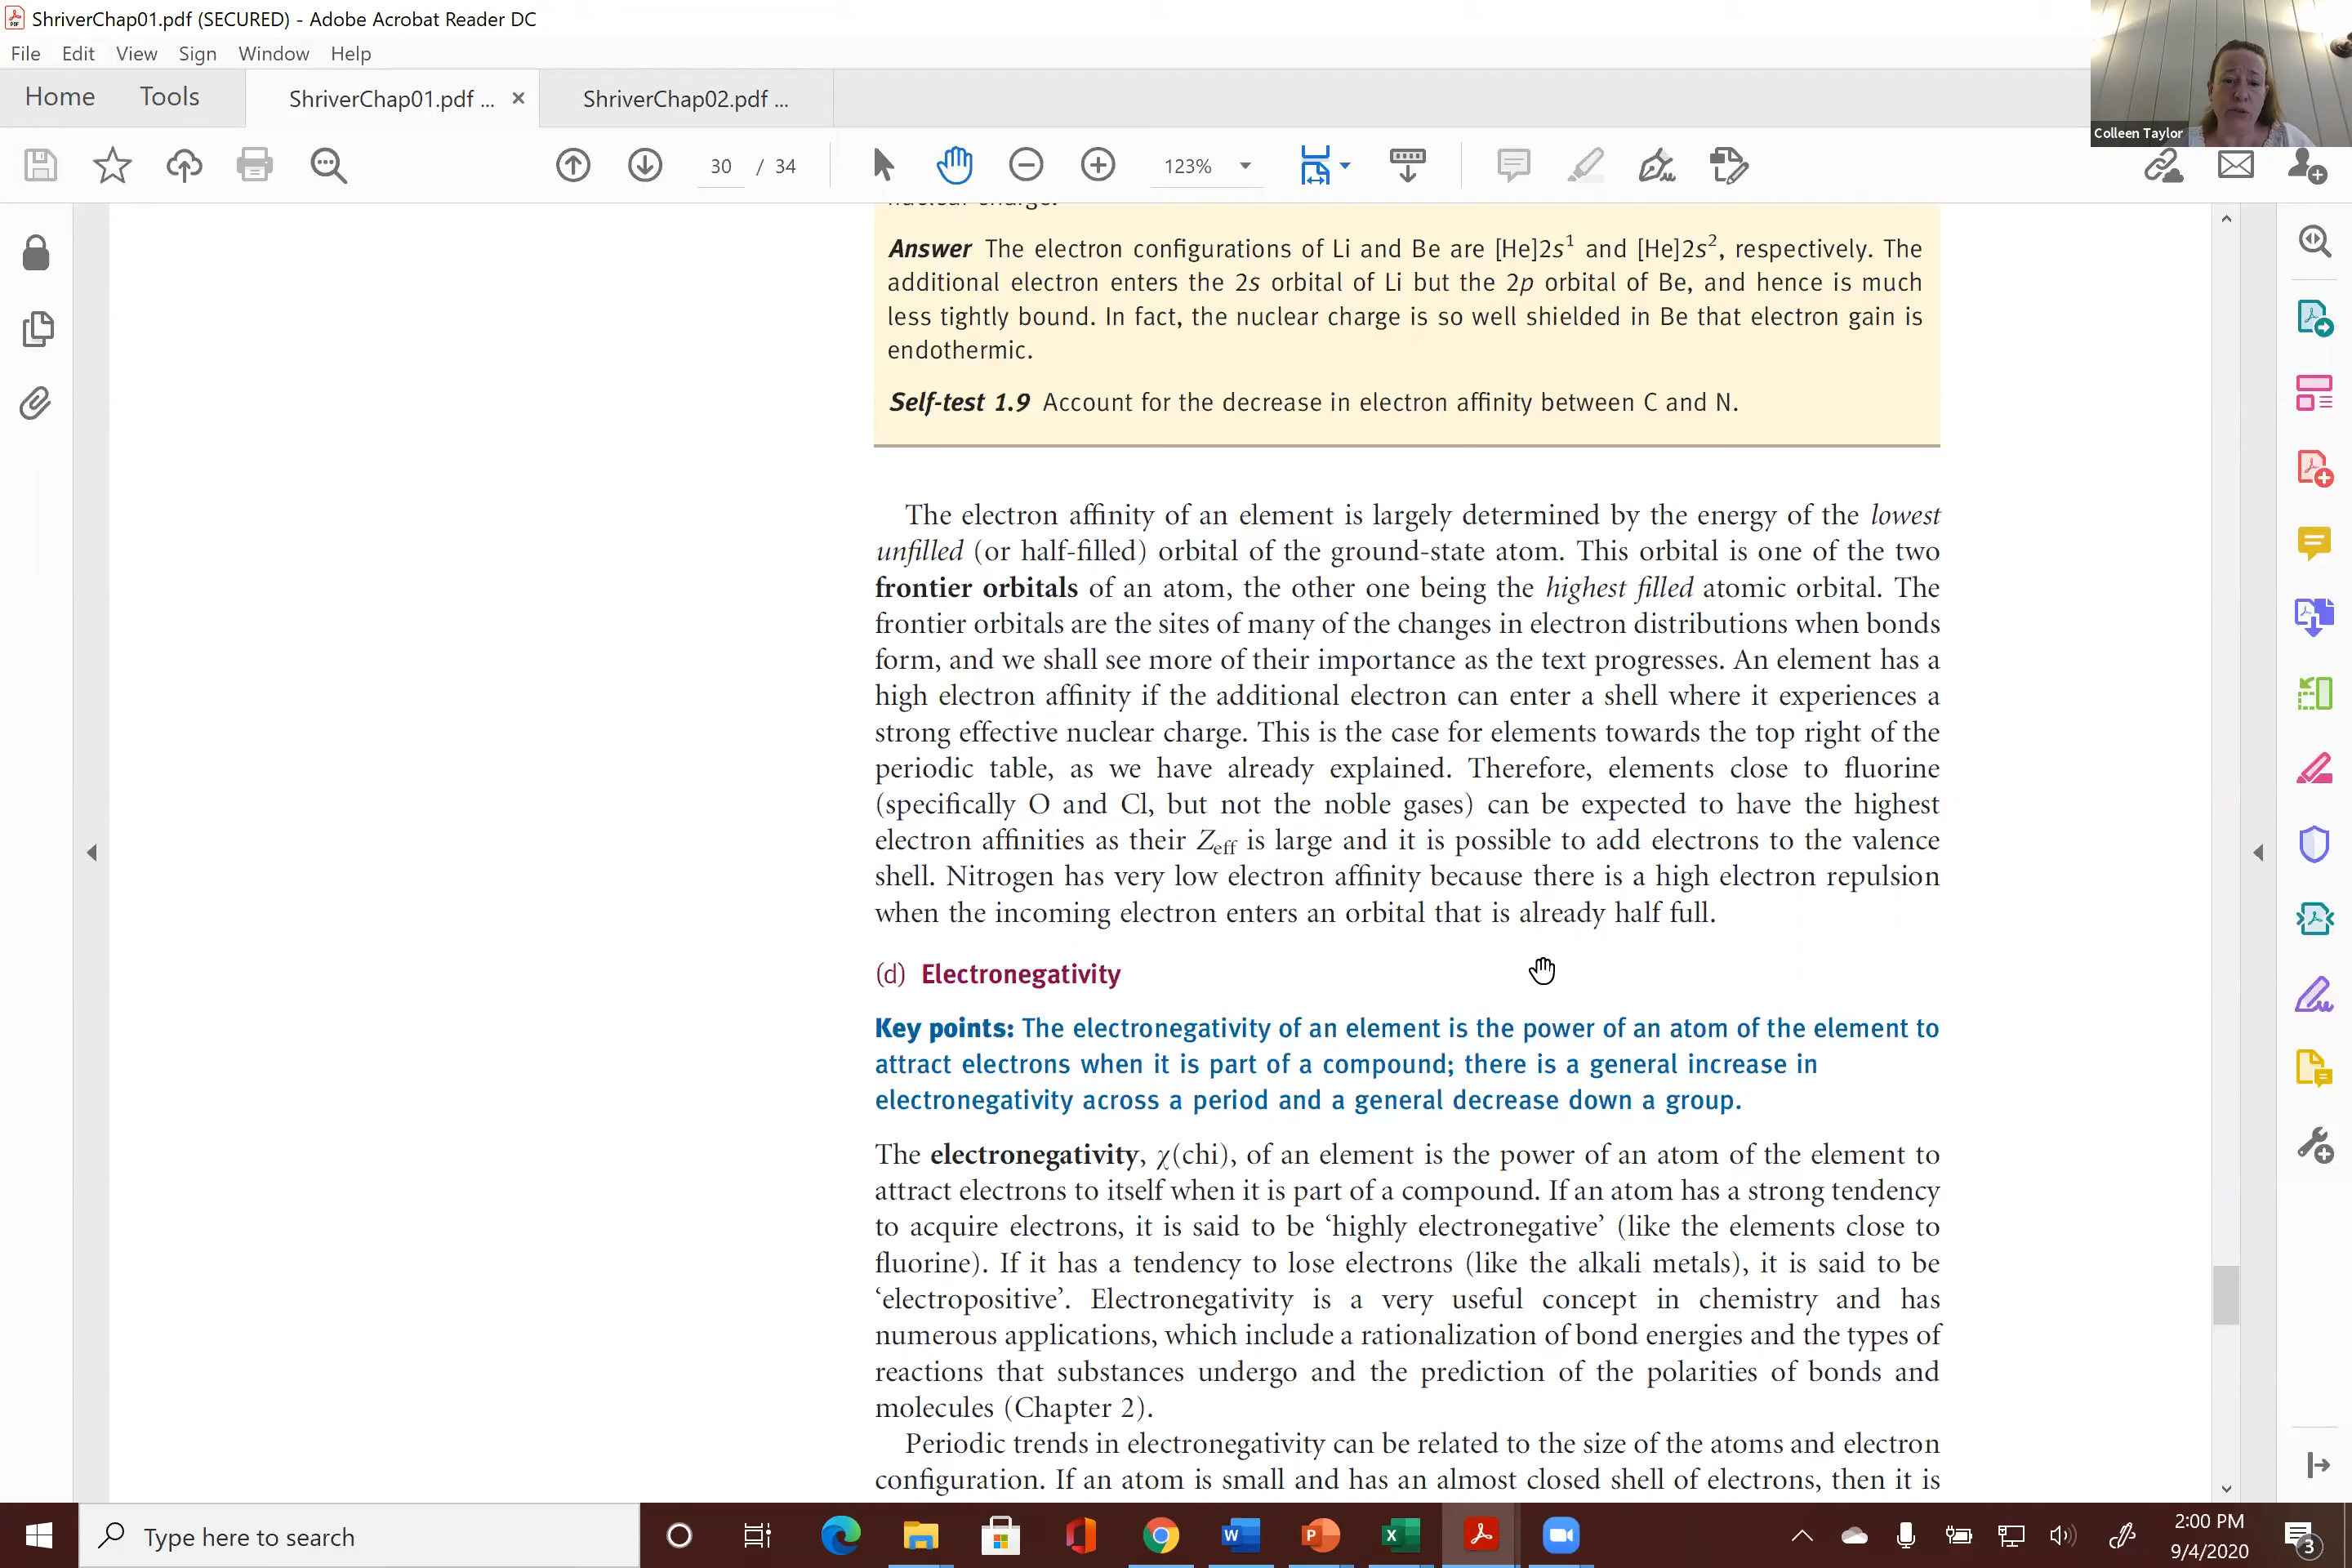 ShriverChap01.pdf (SECURED) - Adobe Acrobat Reader DC
File Edit View Sign Window Help
Home Tools ShriverChap01.pdf ... × ShriverChap02.pdf ...
Colleen Taylor
30 / 34 123%
nuclear charge.
Answer The electron configurations of Li and Be are [He]2s¹ and [He]2s², respectively. The
additional electron enters the 2s orbital of Li but the 2p orbital of Be, and hence is much
less tightly bound. In fact, the nuclear charge is so well shielded in Be that electron gain is
endothermic.
Self-test 1.9 Account for the decrease in electron affinity between C and N.
The electron affinity of an element is largely determined by the energy of the lowest
unfilled (or half-filled) orbital of the ground-state atom. This orbital is one of the two
frontier orbitals of an atom, the other one being the highest filled atomic orbital. The
frontier orbitals are the sites of many of the changes in electron distributions when bonds
form, and we shall see more of their importance as the text progresses. An element has a
high electron affinity if the additional electron can enter a shell where it experiences a
strong effective nuclear charge. This is the case for elements towards the top right of the
periodic table, as we have already explained. Therefore, elements close to fluorine
(specifically O and Cl, but not the noble gases) can be expected to have the highest
electron affinities as their Zeff is large and it is possible to add electrons to the valence
shell. Nitrogen has very low electron affinity because there is a high electron repulsion
when the incoming electron enters an orbital that is already half full.
(d) Electronegativity
Key points: The electronegativity of an element is the power of an atom of the element to
attract electrons when it is part of a compound; there is a general increase in
electronegativity across a period and a general decrease down a group.
The electronegativity, χ(chi), of an element is the power of an atom of the element to
attract electrons to itself when it is part of a compound. If an atom has a strong tendency
to acquire electrons, it is said to be ‘highly electronegative’ (like the elements close to
fluorine). If it has a tendency to lose electrons (like the alkali metals), it is said to be
‘electropositive’. Electronegativity is a very useful concept in chemistry and has
numerous applications, which include a rationalization of bond energies and the types of
reactions that substances undergo and the prediction of the polarities of bonds and
molecules (Chapter 2).
Periodic trends in electronegativity can be related to the size of the atoms and electron
configuration. If an atom is small and has an almost closed shell of electrons, then it is
Type here to search
2:00 PM
9/4/2020
3